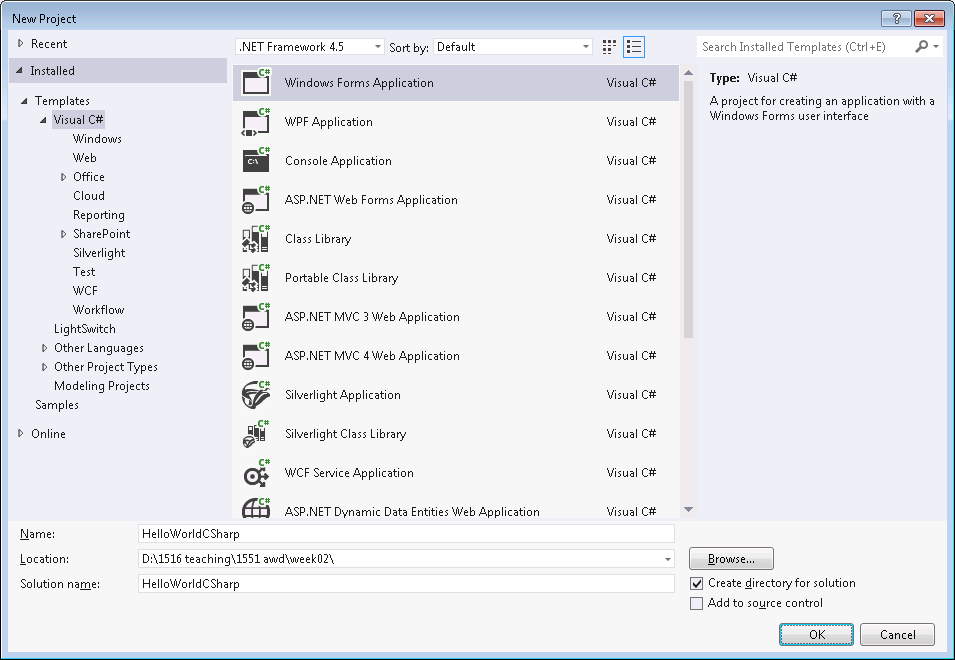 New Project
Recent
.NET Framework 4.5 Sort by: Default
Search Installed Templates (Ctrl+E)
Installed
Templates
Visual C#
Windows
Web
Office
Cloud
Reporting
SharePoint
Silverlight
Test
WCF
Workflow
LightSwitch
Other Languages
Other Project Types
Modeling Projects
Samples
Online
Windows Forms Application Visual C#
WPF Application Visual C#
Console Application Visual C#
ASP.NET Web Forms Application Visual C#
Class Library Visual C#
Portable Class Library Visual C#
ASP.NET MVC 3 Web Application Visual C#
ASP.NET MVC 4 Web Application Visual C#
Silverlight Application Visual C#
Silverlight Class Library Visual C#
WCF Service Application Visual C#
ASP.NET Dynamic Data Entities Web Application Visual C#
Type: Visual C#
A project for creating an application with a
Windows Forms user interface
Name: HelloWorldCSharp
Location: D:\1516 teaching\1551 awd\week02\
Browse...
Solution name: HelloWorldCSharp
Create directory for solution
Add to source control
OK Cancel